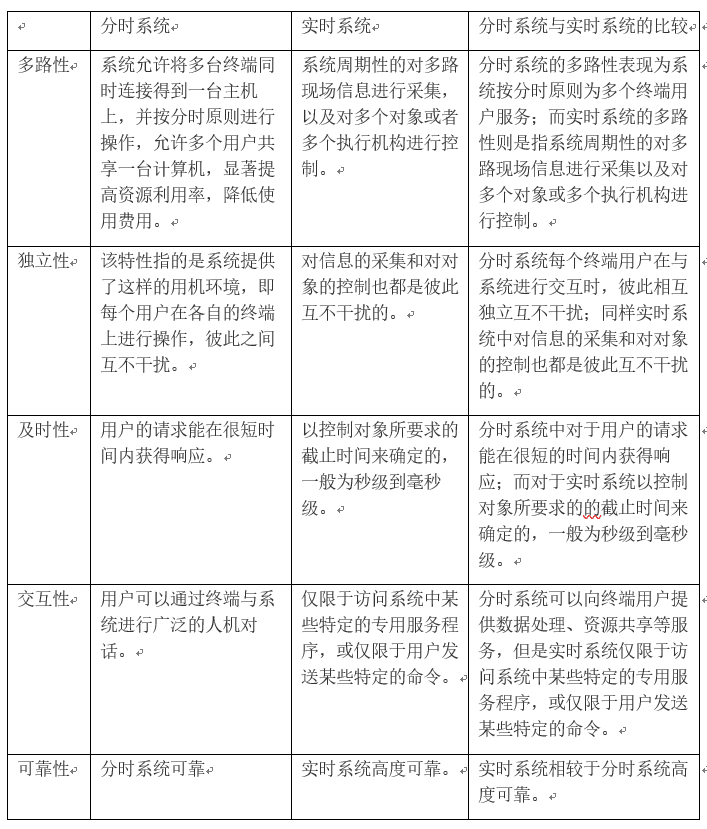 分时系统
实时系统
分时系统与实时系统的比较
多路性
系统允许将多台终端同
时连接得到一台主机
上，并按分时原则进行
操作，允许多个用户共
享一台计算机，显著提
高资源利用率，降低使
用费用。
系统周期性的对多路
现场信息进行采集，
以及对多个对象或者
多个执行机构进行控
制。
分时系统的多路性表现为系
统按分时原则为多个终端用
户服务；而实时系统的多路
性则是指系统周期性的对多
路现场信息进行采集以及对
多个对象或多个执行机构进
行控制。
独立性
该特性指的是系统提供
了这样的用机环境，即
每个用户在各自的终端
上进行操作，彼此之间
互不干扰。
对信息的采集和对对
象的控制也都是彼此
互不干扰的。
分时系统每个终端用户在与
系统进行交互时，彼此相互
独立互不干扰；同样实时系
统中对信息的采集和对对象
的控制也都是彼此互不干扰
的。
及时性
用户的请求能在很短时
间内获得响应。
以控制对象所要求的
截止时间来确定的，
一般为秒级到毫秒
级。
分时系统中对于用户的请求
能在很短的时间内获得响
应；而对于实时系统以控制
对象所要求的的截止时间来
确定的，一般为秒级到毫秒
级。
交互性
用户可以通过终端与系
统进行广泛的人机对
话。
仅限于访问系统中某
些特定的专用服务程
序，或仅限于用户发
送某些特定的命令。
分时系统可以向终端用户提
供数据处理、资源共享等服
务，但是实时系统仅限于访
问系统中某些特定的专用服
务程序，或仅限于用户发送
某些特定的命令。
可靠性
分时系统可靠
实时系统高度可靠。
实时系统相较于分时系统高
度可靠。